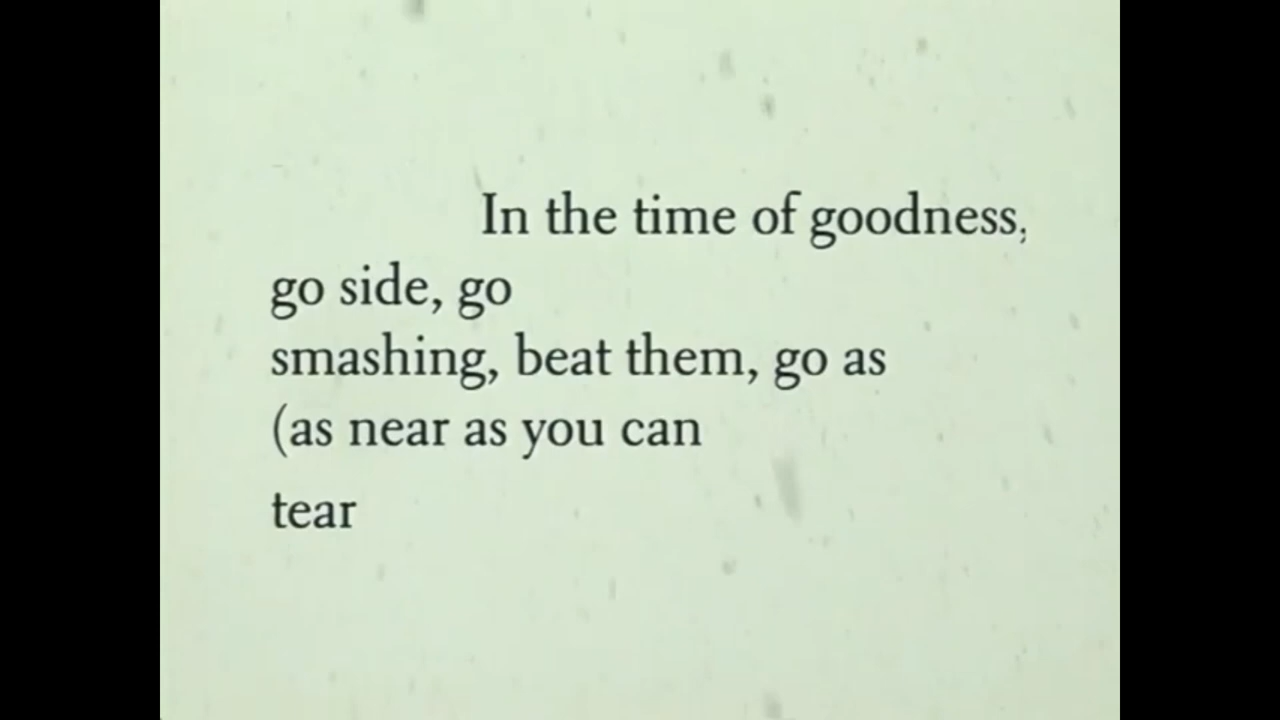 In the time of goodness,
go side, go
smashing, beat them, go as
(as near as you can
tear